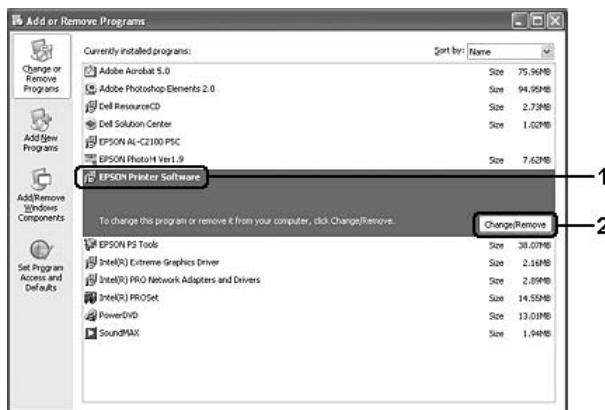 Add or Remove Programs
Change or
Remove
Programs
Add New
Programs
Add/Remove
Windows
Components
Set Program
Access and
Defaults
Currently installed programs: Sort by: Name
Adobe Acrobat 5.0 Size 75.96MB
Adobe Photoshop Elements 2.0 Size 94.95MB
Dell ResourceCD Size 2.73MB
Dell Solution Center Size 1.02MB
EPSON AL-C2100 PSC
EPSON PhotoH Ver1.9 Size 7.62MB
EPSON Printer Software 1
To change this program or remove it from your computer, click Change/Remove. Change/Remove 2
EPSON PS Tools Size 38.07MB
Intel(R) Extreme Graphics Driver Size 2.16MB
Intel(R) PRO Network Adapters and Drivers Size 2.89MB
Intel(R) PROSet Size 14.55MB
PowerDVD Size 13.01MB
SoundMAX Size 1.94MB